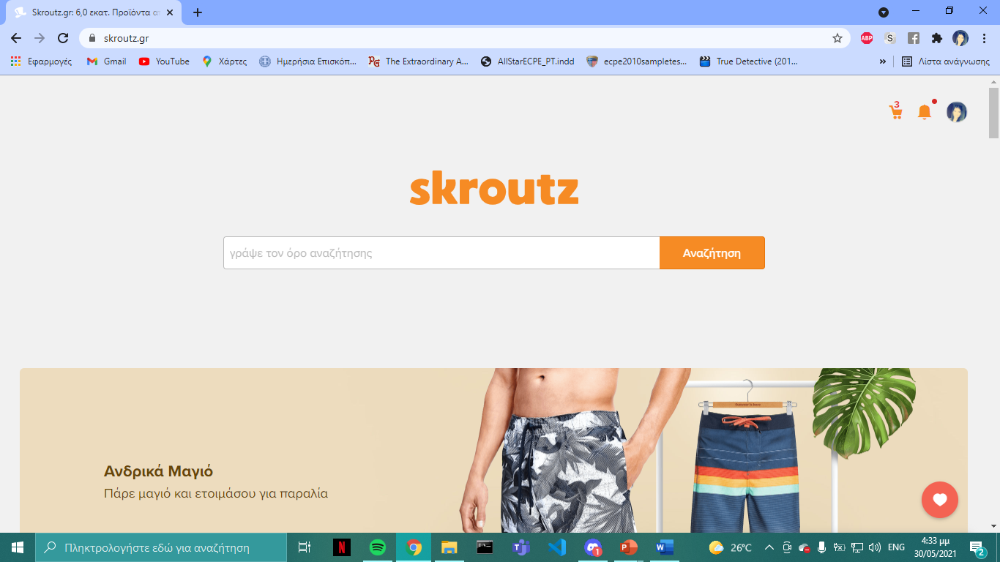 Skroutz.gr: 6,0 εκατ. Προϊόντα
skroutz.gr
ABP
S
Εφαρμογές
Gmail
YouTube
Χάρτες
Ημερήσια Επισκόπ...
The Extraordinary A...
AllStarECPE_PT.indd
ecpe2010sampletes...
True Detective (201...
»
Λίστα ανάγνωσης
3
skroutz
γράψε τον όρο αναζήτησης
Αναζήτηση
Ανδρικά Μαγιό
Πάρε μαγιό και ετοιμάσου για παραλία
Πληκτρολογήστε εδώ για αναζήτηση
N
1
P
W
26°C
ENG
4:33 μμ
30/05/2021
2